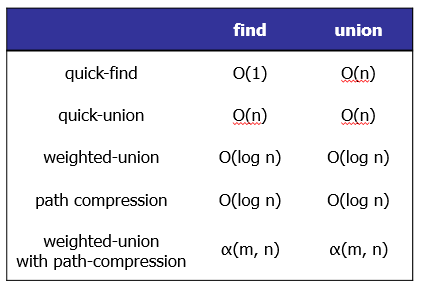 find union
quick-find O(1) O(n)
quick-union O(n) O(n)
weighted-union O(log n) O(log n)
path compression O(log n) O(log n)
weighted-union
with path-compression α(m, n) α(m, n)